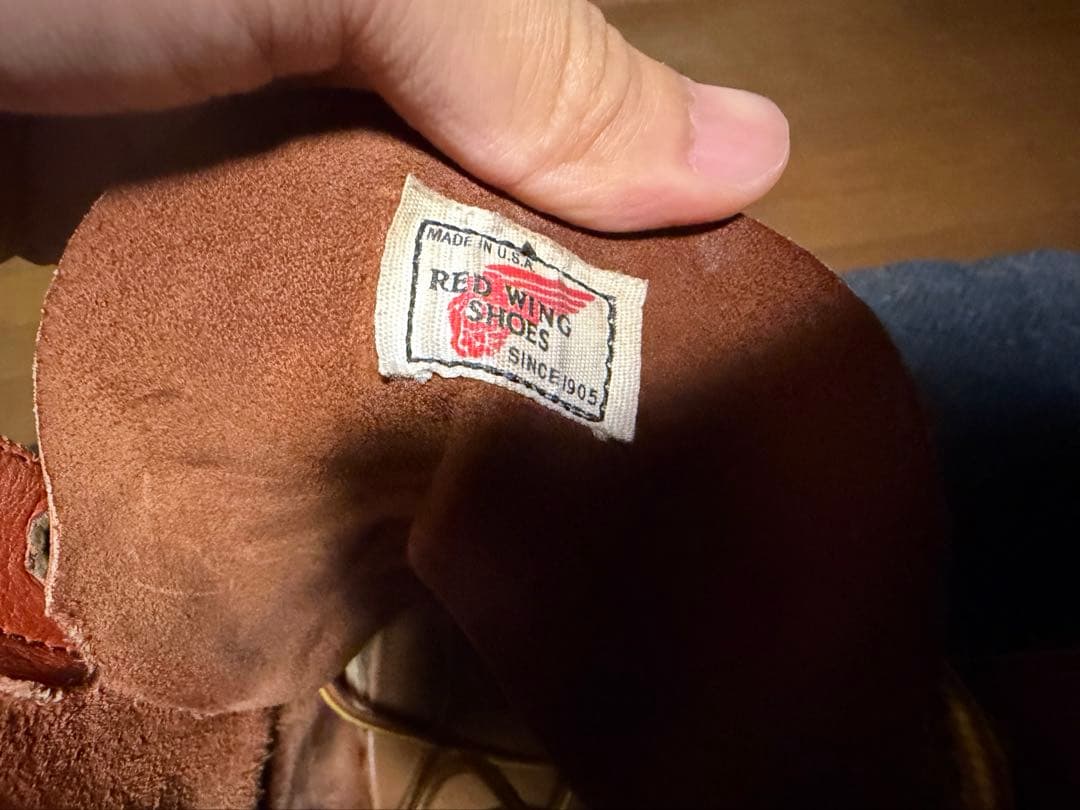 MADE IN U.S.A
RED WING
SHOES
SINCE 1905